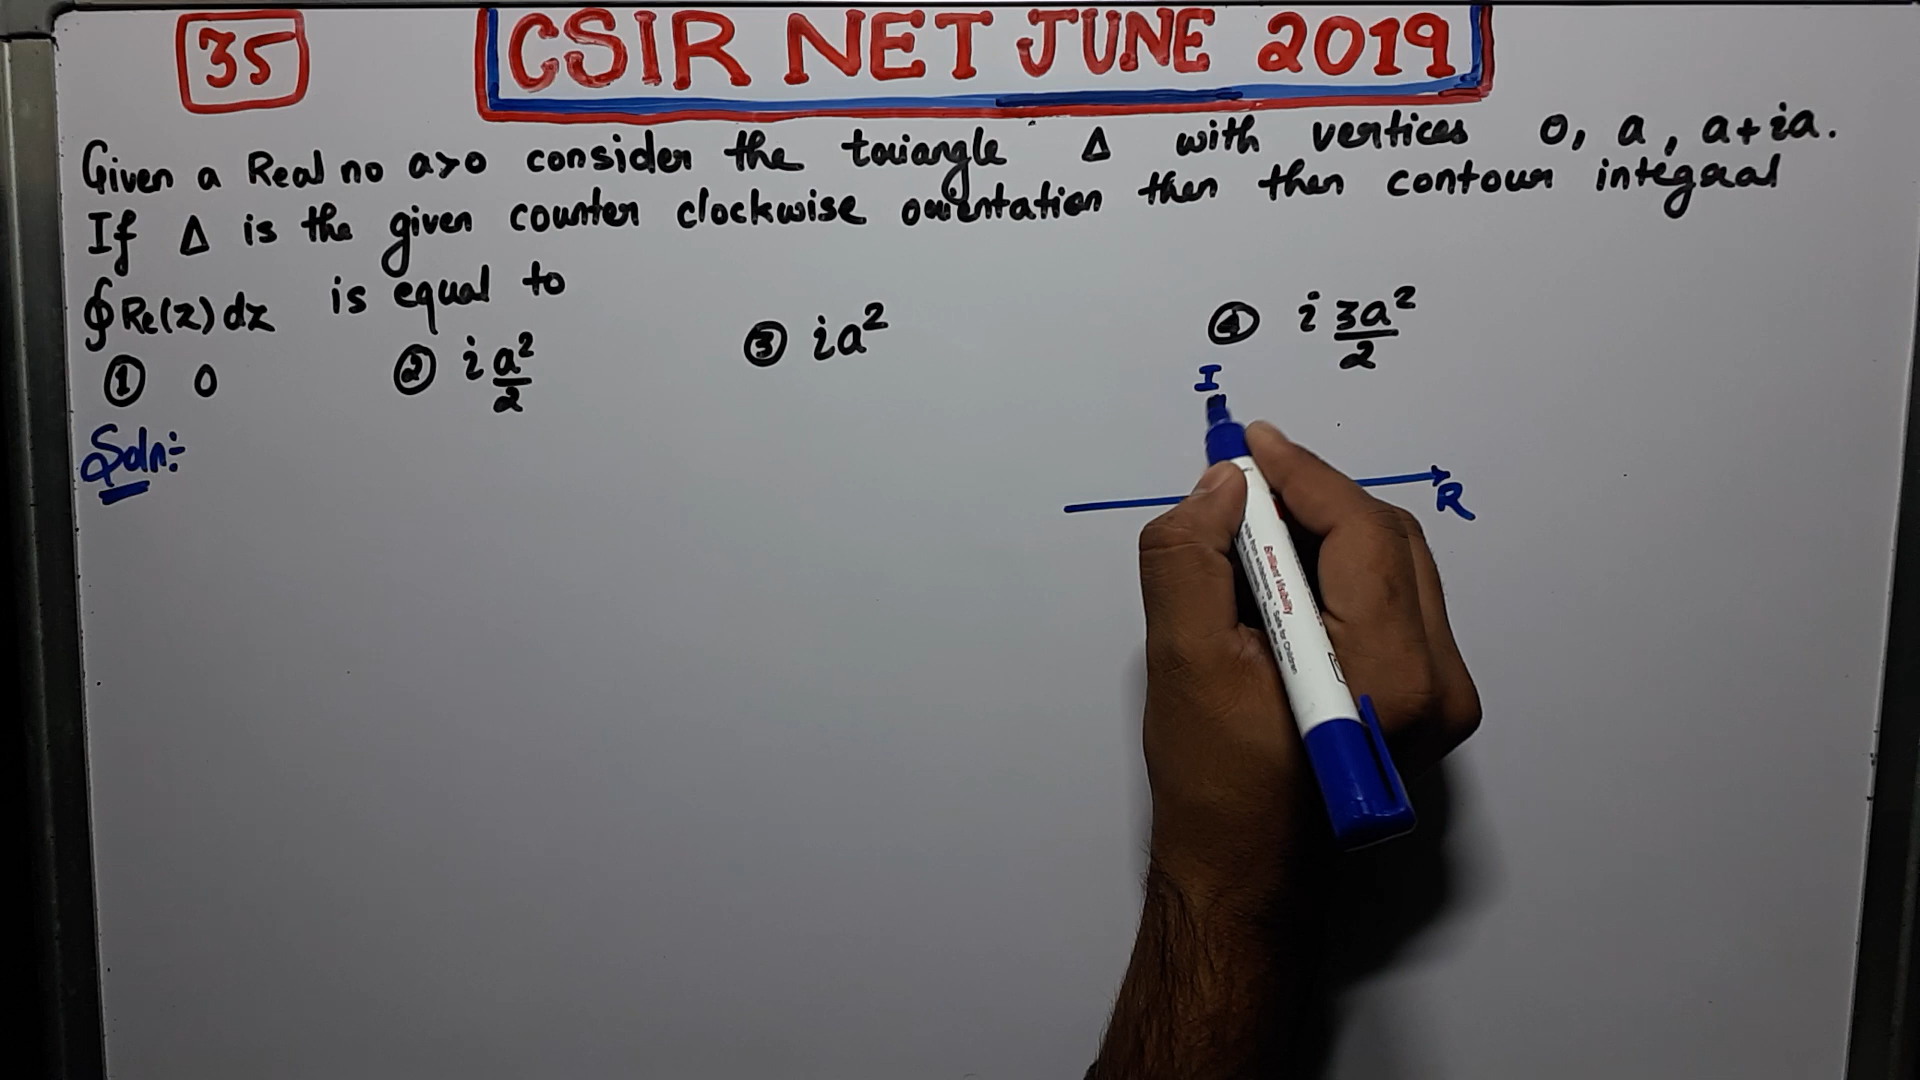 35 CSIR NET JUNE 2019
Given a Real no a>0 consider the triangle Δ with vertices 0, a, a+ia.
If Δ is the given counter clockwise orientation then then contour integral
∮Re(z)dz is equal to
① 0 ② i a²/2 ③ ia² ④ i 3a²/2
I
Soln:-
R
Brilliant Visibility